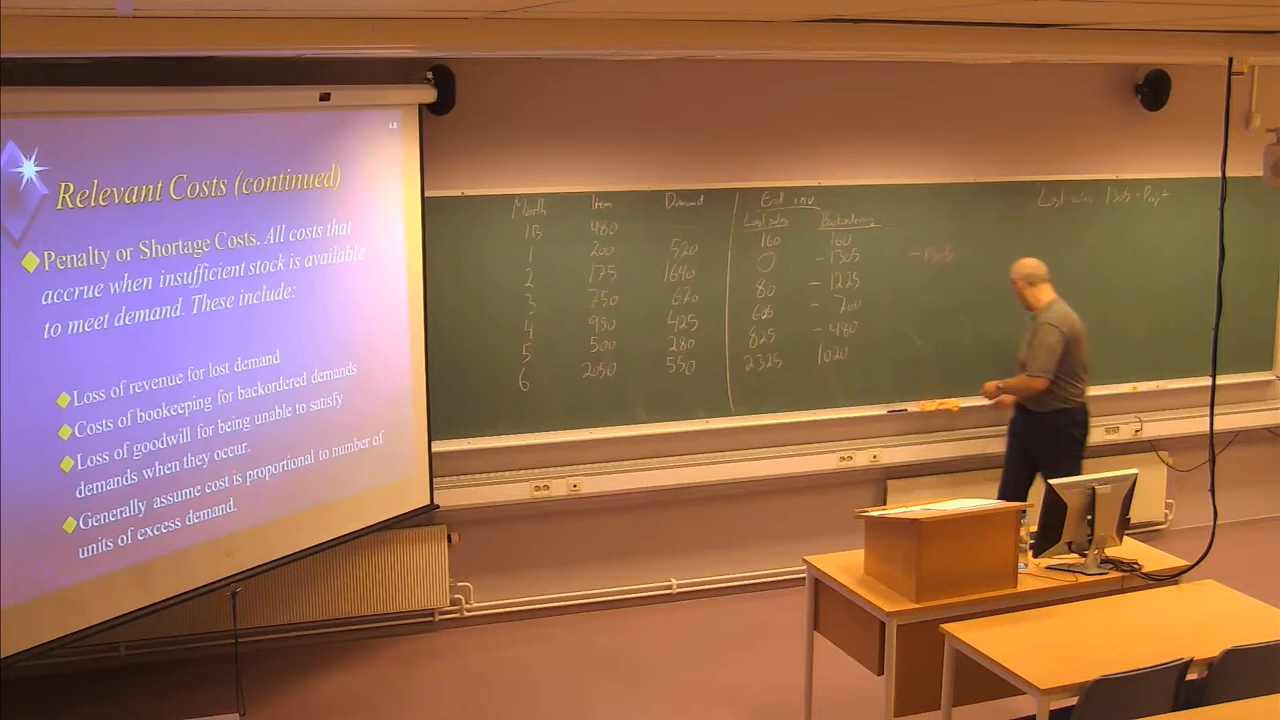 Relevant Costs (continued)
Penalty or Shortage Costs. All costs that
accrue when insufficient stock is available
to meet demand. These include:
Loss of revenue for lost demand
Costs of bookeeping for backordered demands
Loss of goodwill for being unable to satisfy
demands when they occur.
Generally assume cost is proportional to number of
units of excess demand.
Month Item Demand End inv
Lost sales Backordering
480 160 160
1 200 520 0 - 1305
2 175 1640 80 - 1225
3 750 670 - 700
4 950 425 825 - 480
5 500 280 2325 1020
6 2050 550
Lost sales 1305